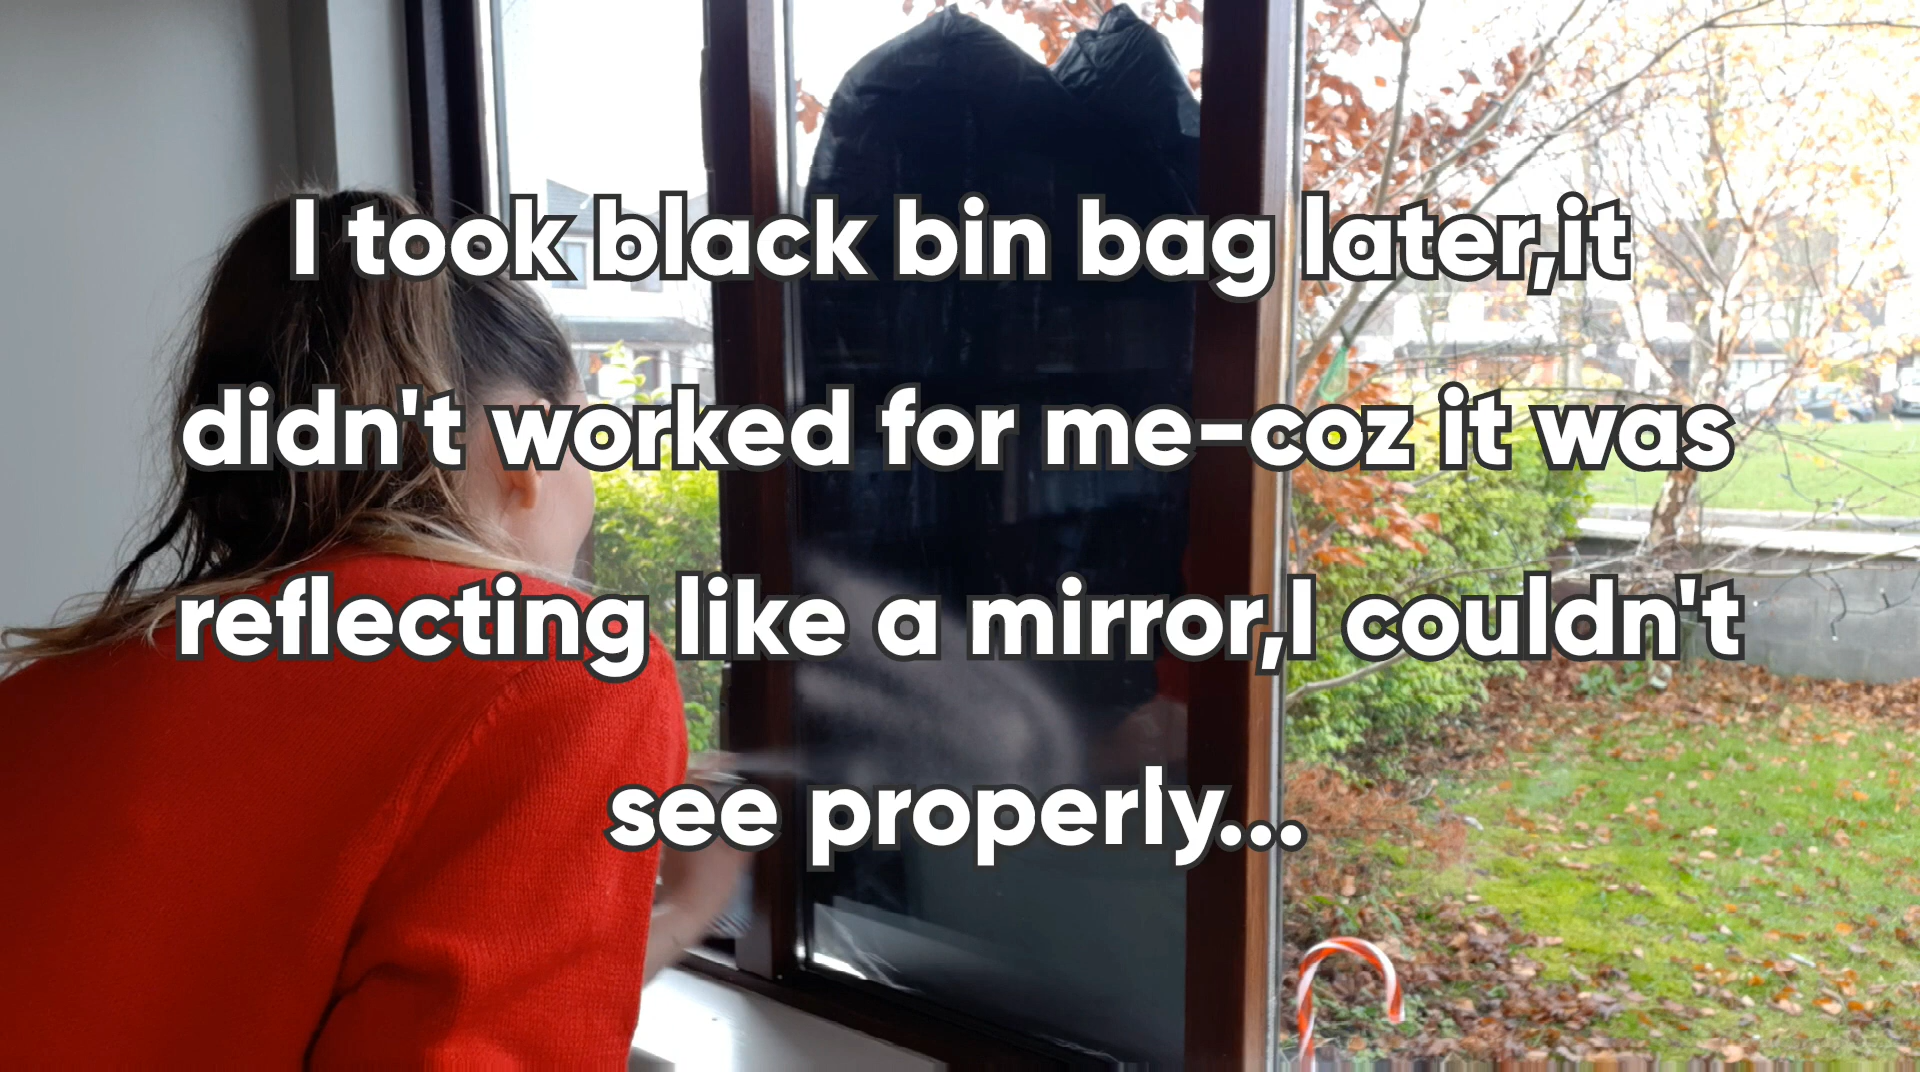 I took black bin bag later,it
didn't worked for me-coz it was
reflecting like a mirror,I couldn't
see properly...